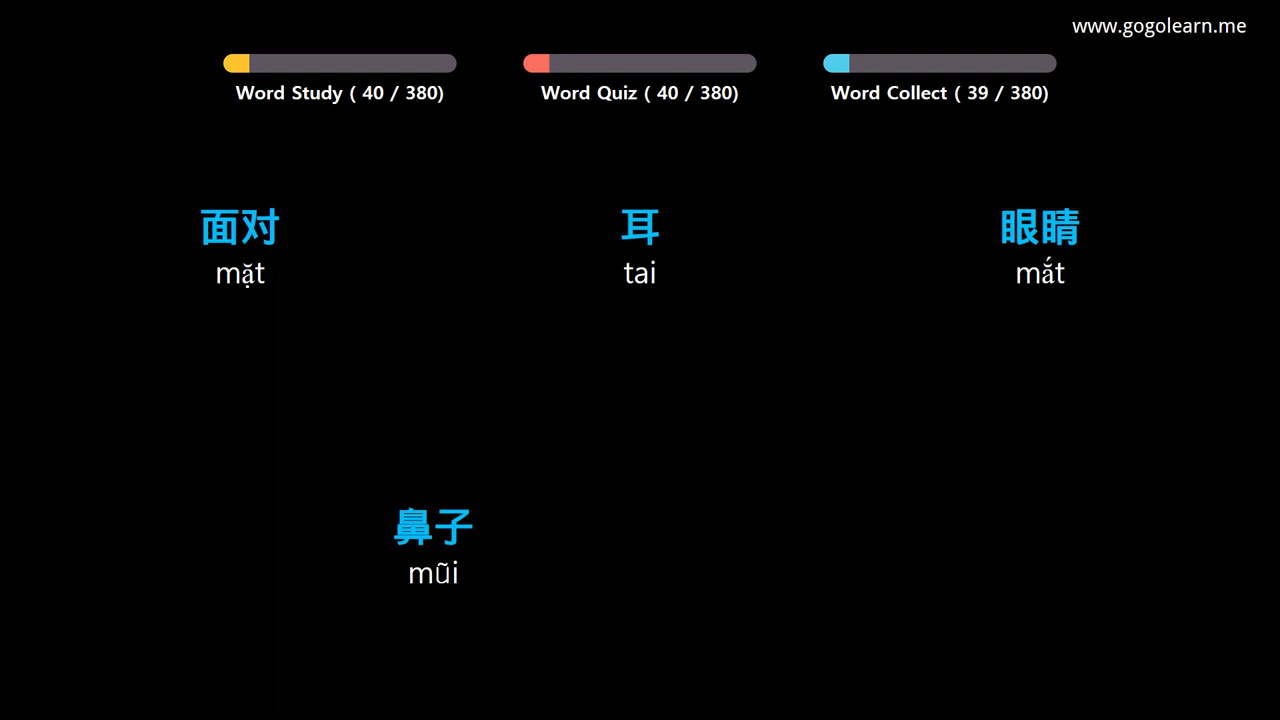 www.gogolearn.me
Word Study ( 40 / 380)
Word Quiz ( 40 / 380)
Word Collect ( 39 / 380)
面对
mặt
耳
tai
眼睛
mắt
鼻子
mũi